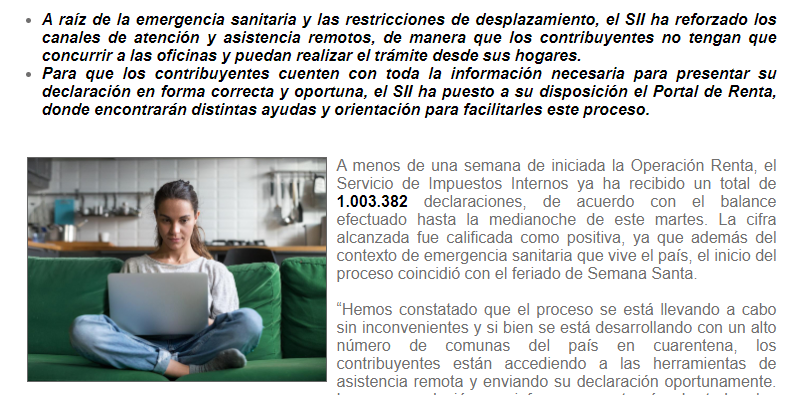 A raíz de la emergencia sanitaria y las restricciones de desplazamiento, el SII ha reforzado los
canales de atención y asistencia remotos, de manera que los contribuyentes no tengan que
concurrir a las oficinas y puedan realizar el trámite desde sus hogares.
Para que los contribuyentes cuenten con toda la información necesaria para presentar su
declaración en forma correcta y oportuna, el SII ha puesto a su disposición el Portal de Renta,
donde encontrarán distintas ayudas y orientación para facilitarles este proceso.
A menos de una semana de iniciada la Operación Renta, el
Servicio de Impuestos Internos ya ha recibido un total de
1.003.382 declaraciones, de acuerdo con el balance
efectuado hasta la medianoche de este martes. La cifra
alcanzada fue calificada como positiva, ya que además del
contexto de emergencia sanitaria que vive el país, el inicio del
proceso coincidió con el feriado de Semana Santa.
“Hemos constatado que el proceso se está llevando a cabo
sin inconvenientes y si bien se está desarrollando con un alto
número de comunas del país en cuarentena, los
contribuyentes están accediendo a las herramientas de
asistencia remota y enviando su declaración oportunamente.